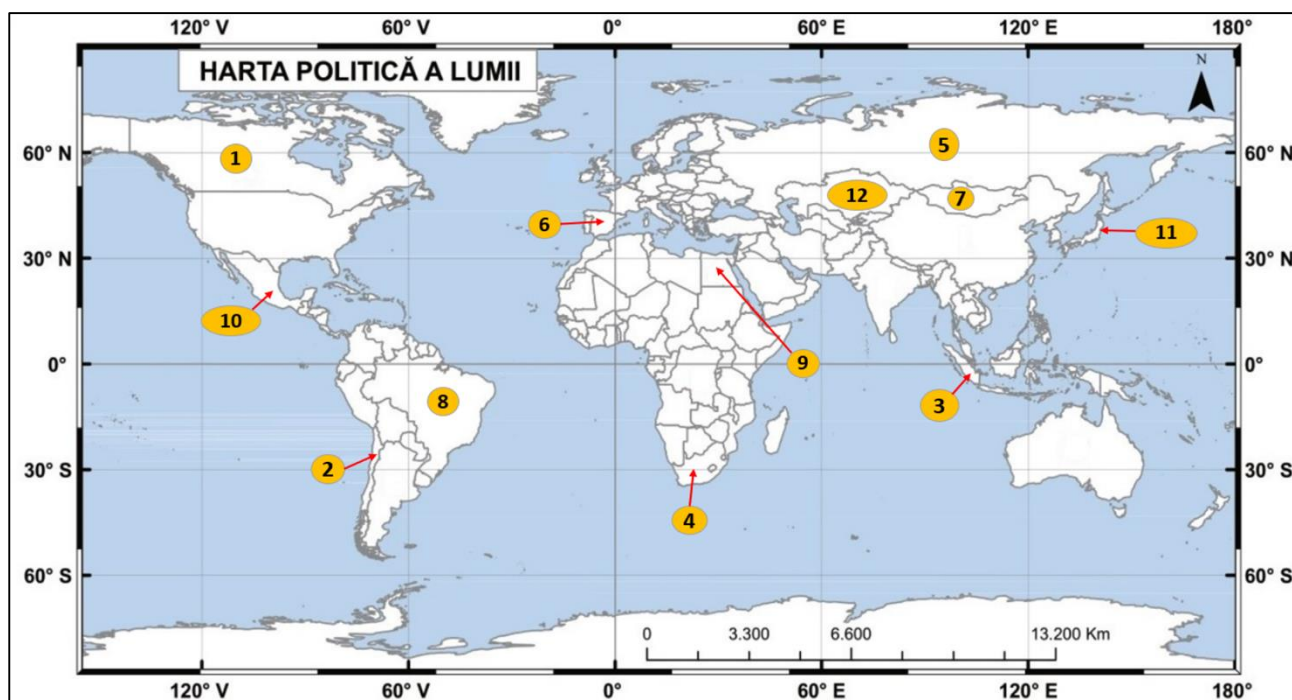 120° V 60° V 0° 60° E 120° E 180°
HARTA POLITICĂ A LUMII
N
1
5
60° N 60° N
12
7
6
11
30° N 30° N
10
9
0° 0°
8
3
2
30° S 30° S
4
60° S 60° S
0 3.300 6.600 13.200 Km
120° V 60° V 0° 60° E 120° E 180°